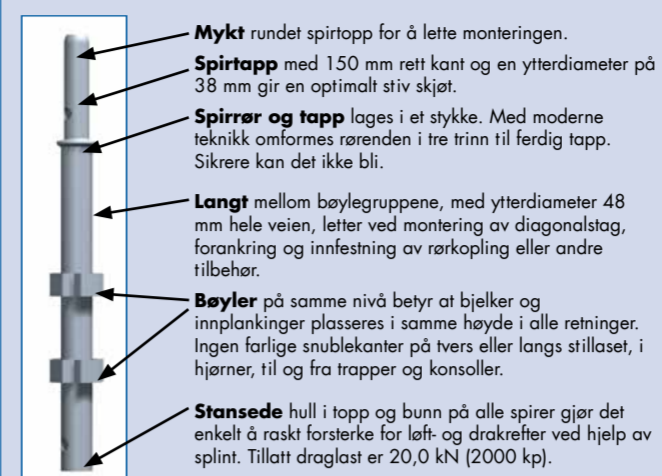 Mykt rundet spirtopp for å lette monteringen.
Spirtapp med 150 mm rett kant og en ytterdiameter på
38 mm gir en optimalt stiv skjøt.
Spirrør og tapp lages i et stykke. Med moderne
teknikk omformes rørenden i tre trinn til ferdig tapp.
Sikrere kan det ikke bli.
Langt mellom bøylegruppene, med ytterdiameter 48
mm hele veien, letter ved montering av diagonalstag,
forankring og innfestning av rørkopling eller andre
tilbehør.
Bøyler på samme nivå betyr at bjelker og
innplankinger plasseres i samme høyde i alle retninger.
Ingen farlige snublekanter på tvers eller langs stillaset, i
hjørner, til og fra trapper og konsoller.
Stansede hull i topp og bunn på alle spirer gjør det
enkelt å raskt forsterke for løft- og drakrefter ved hjelp av
splint. Tillatt draglast er 20,0 kN (2000 kp).